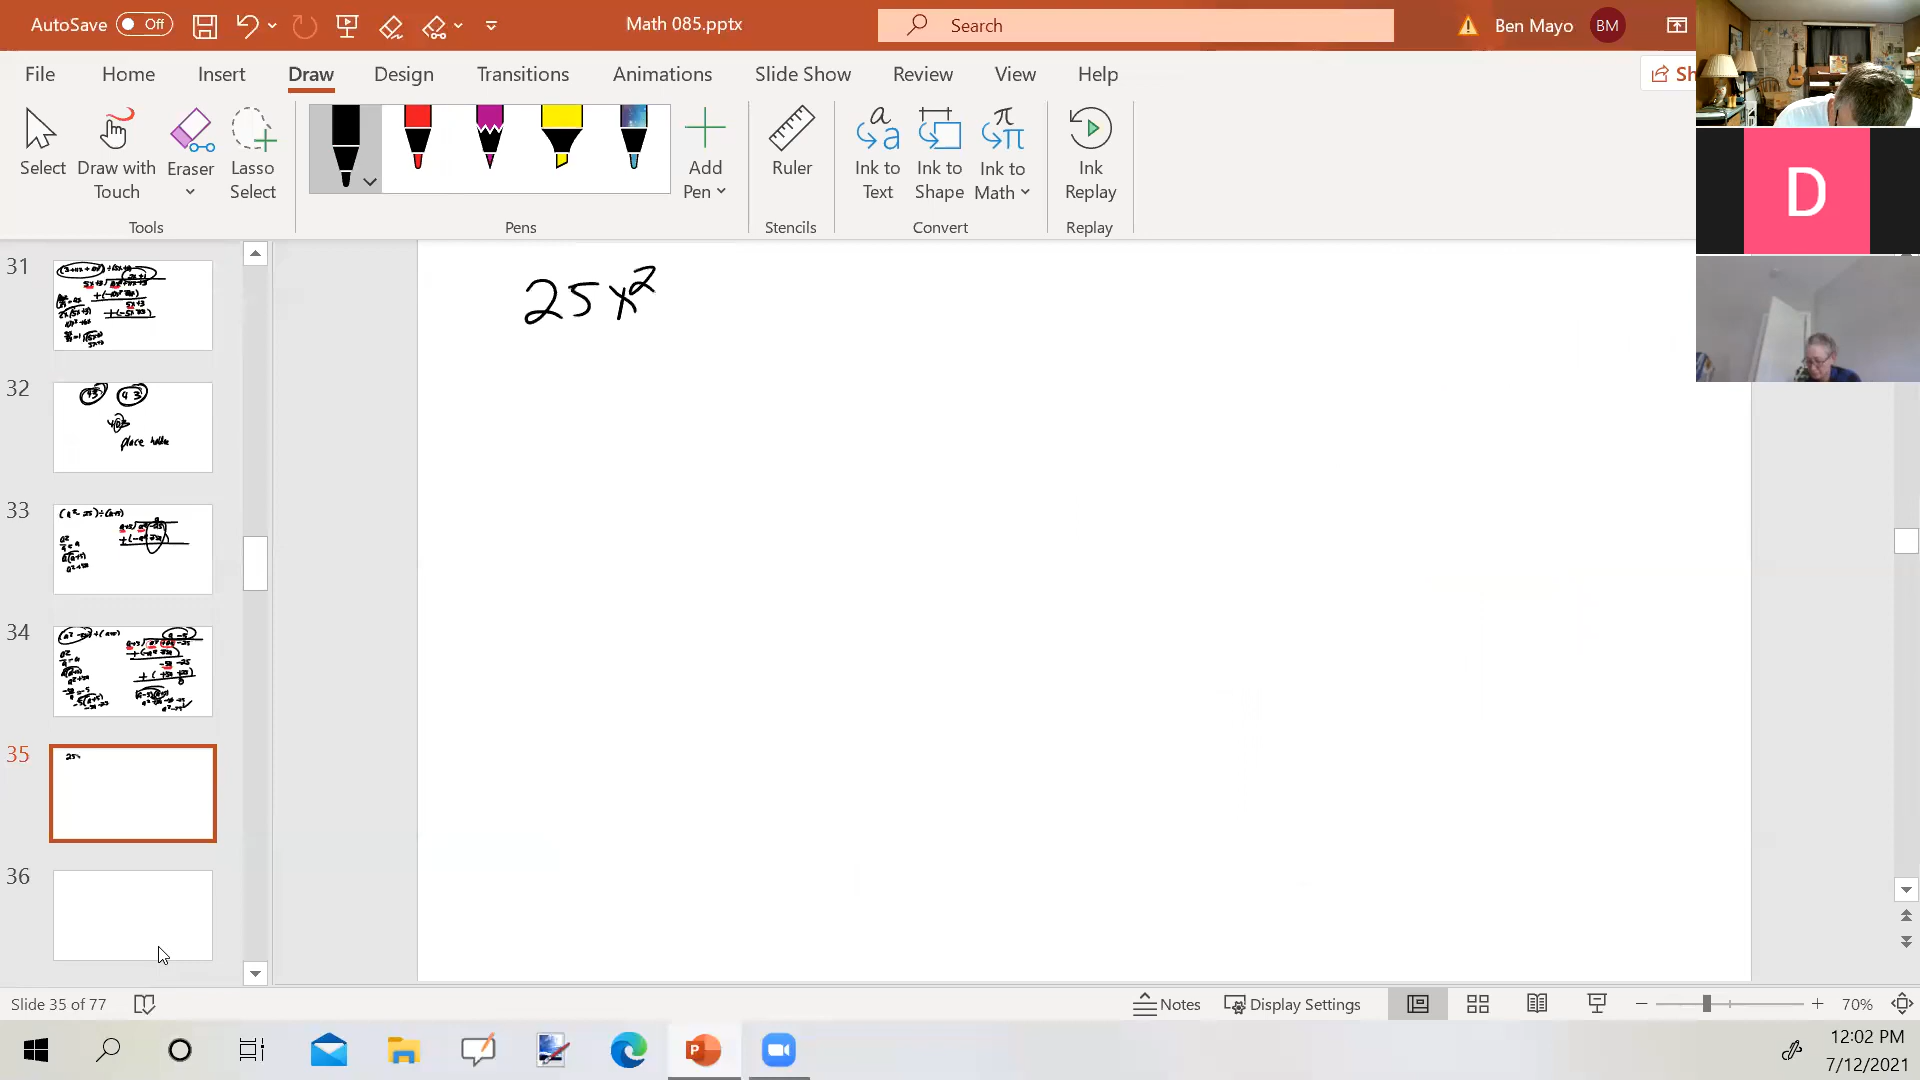 AutoSave Off Math 085.pptx Search Ben Mayo BM
File Home Insert Draw Design Transitions Animations Slide Show Review View Help Sh
Select
Draw with Touch
Eraser
Lasso Select
Add Pen
Ruler
Ink to Text
Ink to Shape
Ink to Math
Ink Replay
Tools Pens Stencils Convert Replay
D
25x²
31
32
place
33
34
35
25
36
Slide 35 of 77 Notes Display Settings 70%
12:02 PM
7/12/2021